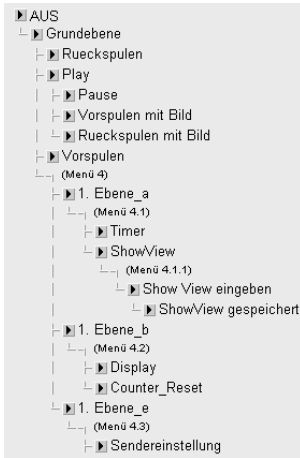 AUS
Grundebene
Rueckspulen
Play
Pause
Vorspulen mit Bild
Rueckspulen mit Bild
Vorspulen
(Menü 4)
1. Ebene_a
(Menü 4.1)
Timer
ShowView
(Menü 4.1.1)
Show View eingeben
ShowView gespeichert
1. Ebene_b
(Menü 4.2)
Display
Counter_Reset
1. Ebene_e
(Menü 4.3)
Sendereinstellung